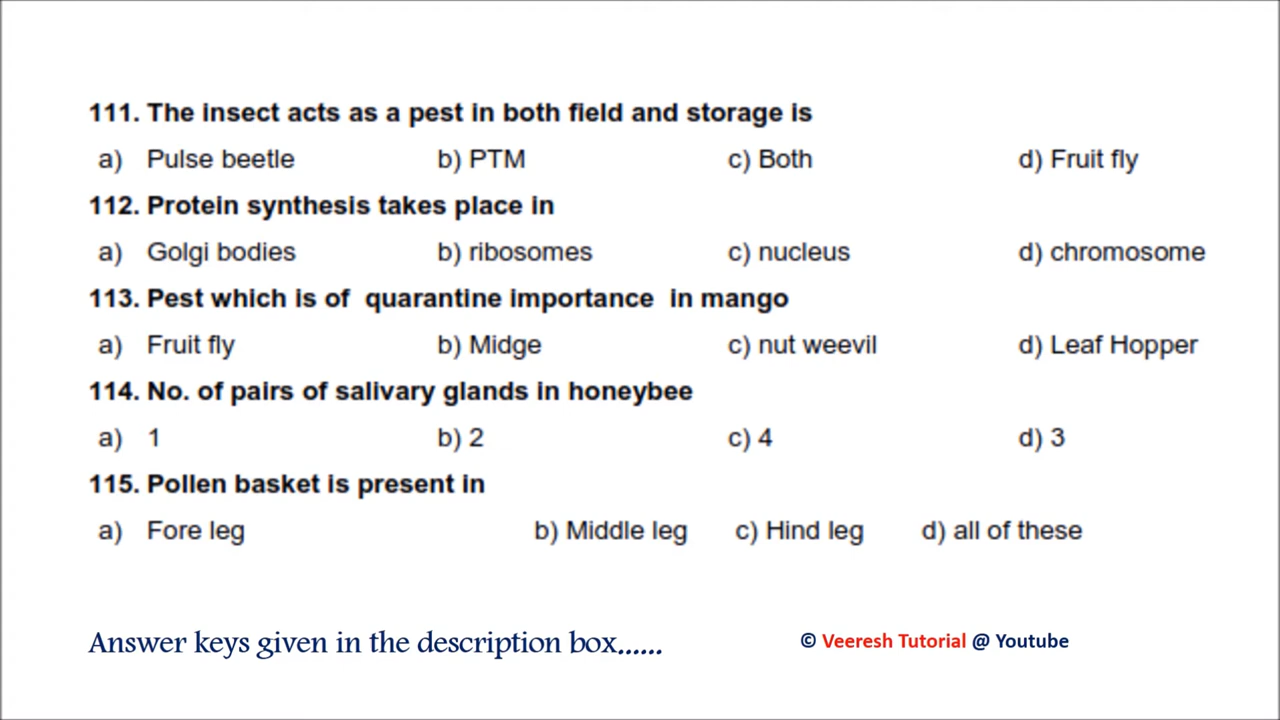 111. The insect acts as a pest in both field and storage is
a) Pulse beetle b) PTM c) Both d) Fruit fly
112. Protein synthesis takes place in
a) Golgi bodies b) ribosomes c) nucleus d) chromosome
113. Pest which is of quarantine importance in mango
a) Fruit fly b) Midge c) nut weevil d) Leaf Hopper
114. No. of pairs of salivary glands in honeybee
a) 1 b) 2 c) 4 d) 3
115. Pollen basket is present in
a) Fore leg b) Middle leg c) Hind leg d) all of these
Answer keys given in the description box......
© Veeresh Tutorial @ Youtube